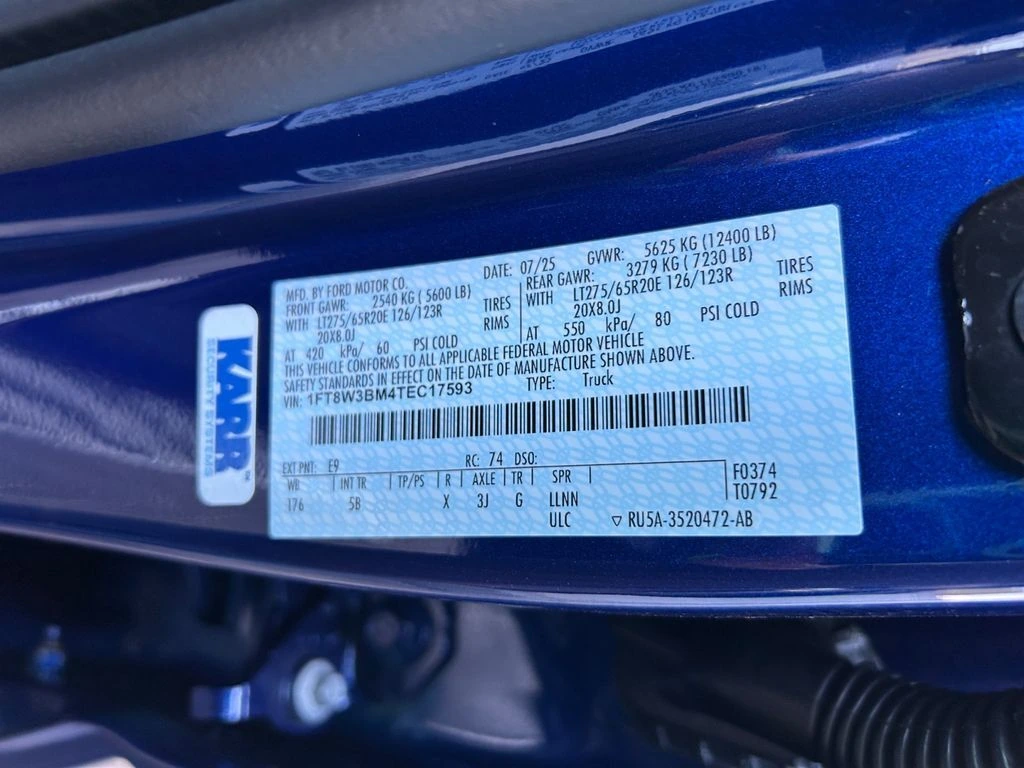 MFD. BY FORD MOTOR CO. DATE: 07/25 GVWR: 5625 KG (12400 LB)
FRONT GAWR: 2540 KG ( 5600 LB) REAR GAWR: 3279 KG ( 7230 LB)
WITH LT275/65R20E 126/123R TIRES WITH LT275/65R20E 126/123R TIRES
20X8.0J RIMS 20X8.0J RIMS
AT 420 kPa/ 60 PSI COLD AT 550 kPa/ 80 PSI COLD
THIS VEHICLE CONFORMS TO ALL APPLICABLE FEDERAL MOTOR VEHICLE
SAFETY STANDARDS IN EFFECT ON THE DATE OF MANUFACTURE SHOWN ABOVE.
VIN: 1FT8W3BM4TEC17593 TYPE: Truck
EXT PNT: E9 RC: 74 DSO:
WB INT TR TP/PS R AXLE TR SPR F0374
176 5B X 3J G LLNN T0792
ULC ▽ RU5A-3520472-AB
KARR™
SECURITY SYSTEMS